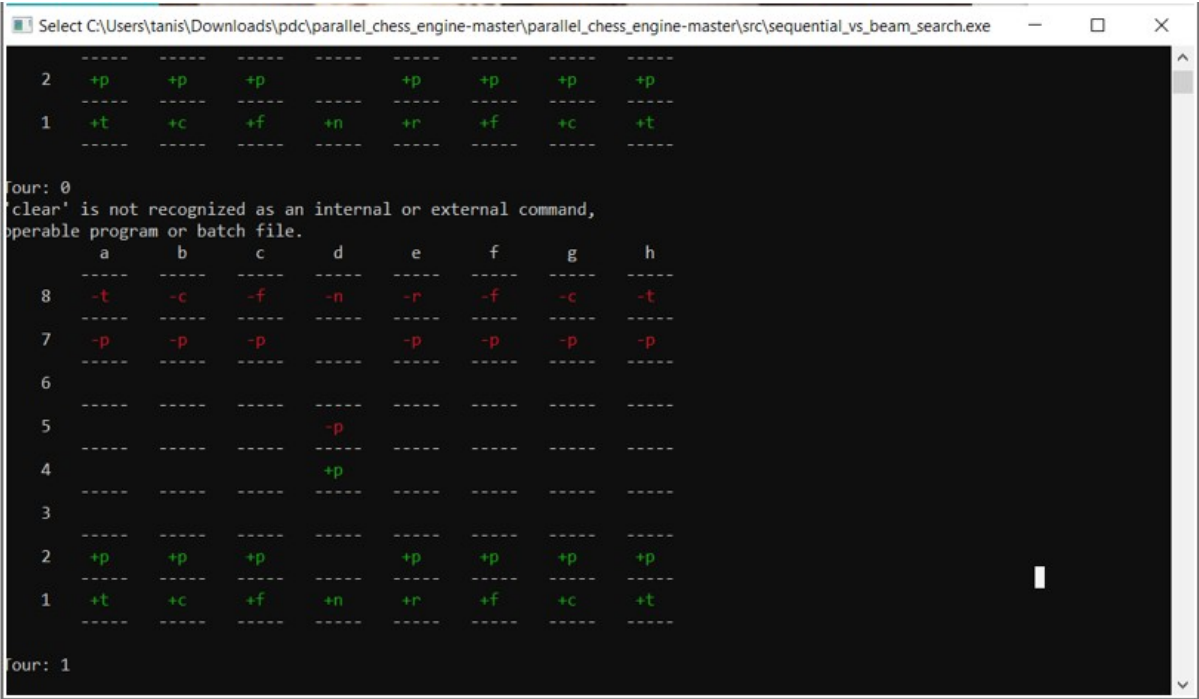 Select C:\Users\tanis\Downloads\pdc\parallel_chess_engine-master\parallel_chess_engine-master\src\sequential_vs_beam_search.exe
----- ----- ----- ----- ----- ----- -----
2 +p +p +p +p +p +p +p
----- ----- ----- ----- ----- ----- -----
1 +t +c +f +n +r +f +c +t
----- ----- ----- ----- ----- ----- ----- -----
Tour: 0
'clear' is not recognized as an internal or external command,
operable program or batch file.
a b c d e f g h
----- ----- ----- ----- ----- ----- ----- -----
8 -t -c -f -n -r -f -c -t
----- ----- ----- ----- ----- ----- ----- -----
7 -p -p -p -p -p -p -p
----- ----- ----- ----- ----- ----- ----- -----
6
----- ----- ----- ----- ----- ----- ----- -----
5 -p
----- ----- ----- ----- ----- ----- ----- -----
4 +p
----- ----- ----- ----- ----- ----- ----- -----
3
----- ----- ----- ----- ----- ----- ----- -----
2 +p +p +p +p +p +p +p
----- ----- ----- ----- ----- ----- ----- -----
1 +t +c +f +n +r +f +c +t
----- ----- ----- ----- ----- ----- ----- -----
Tour: 1